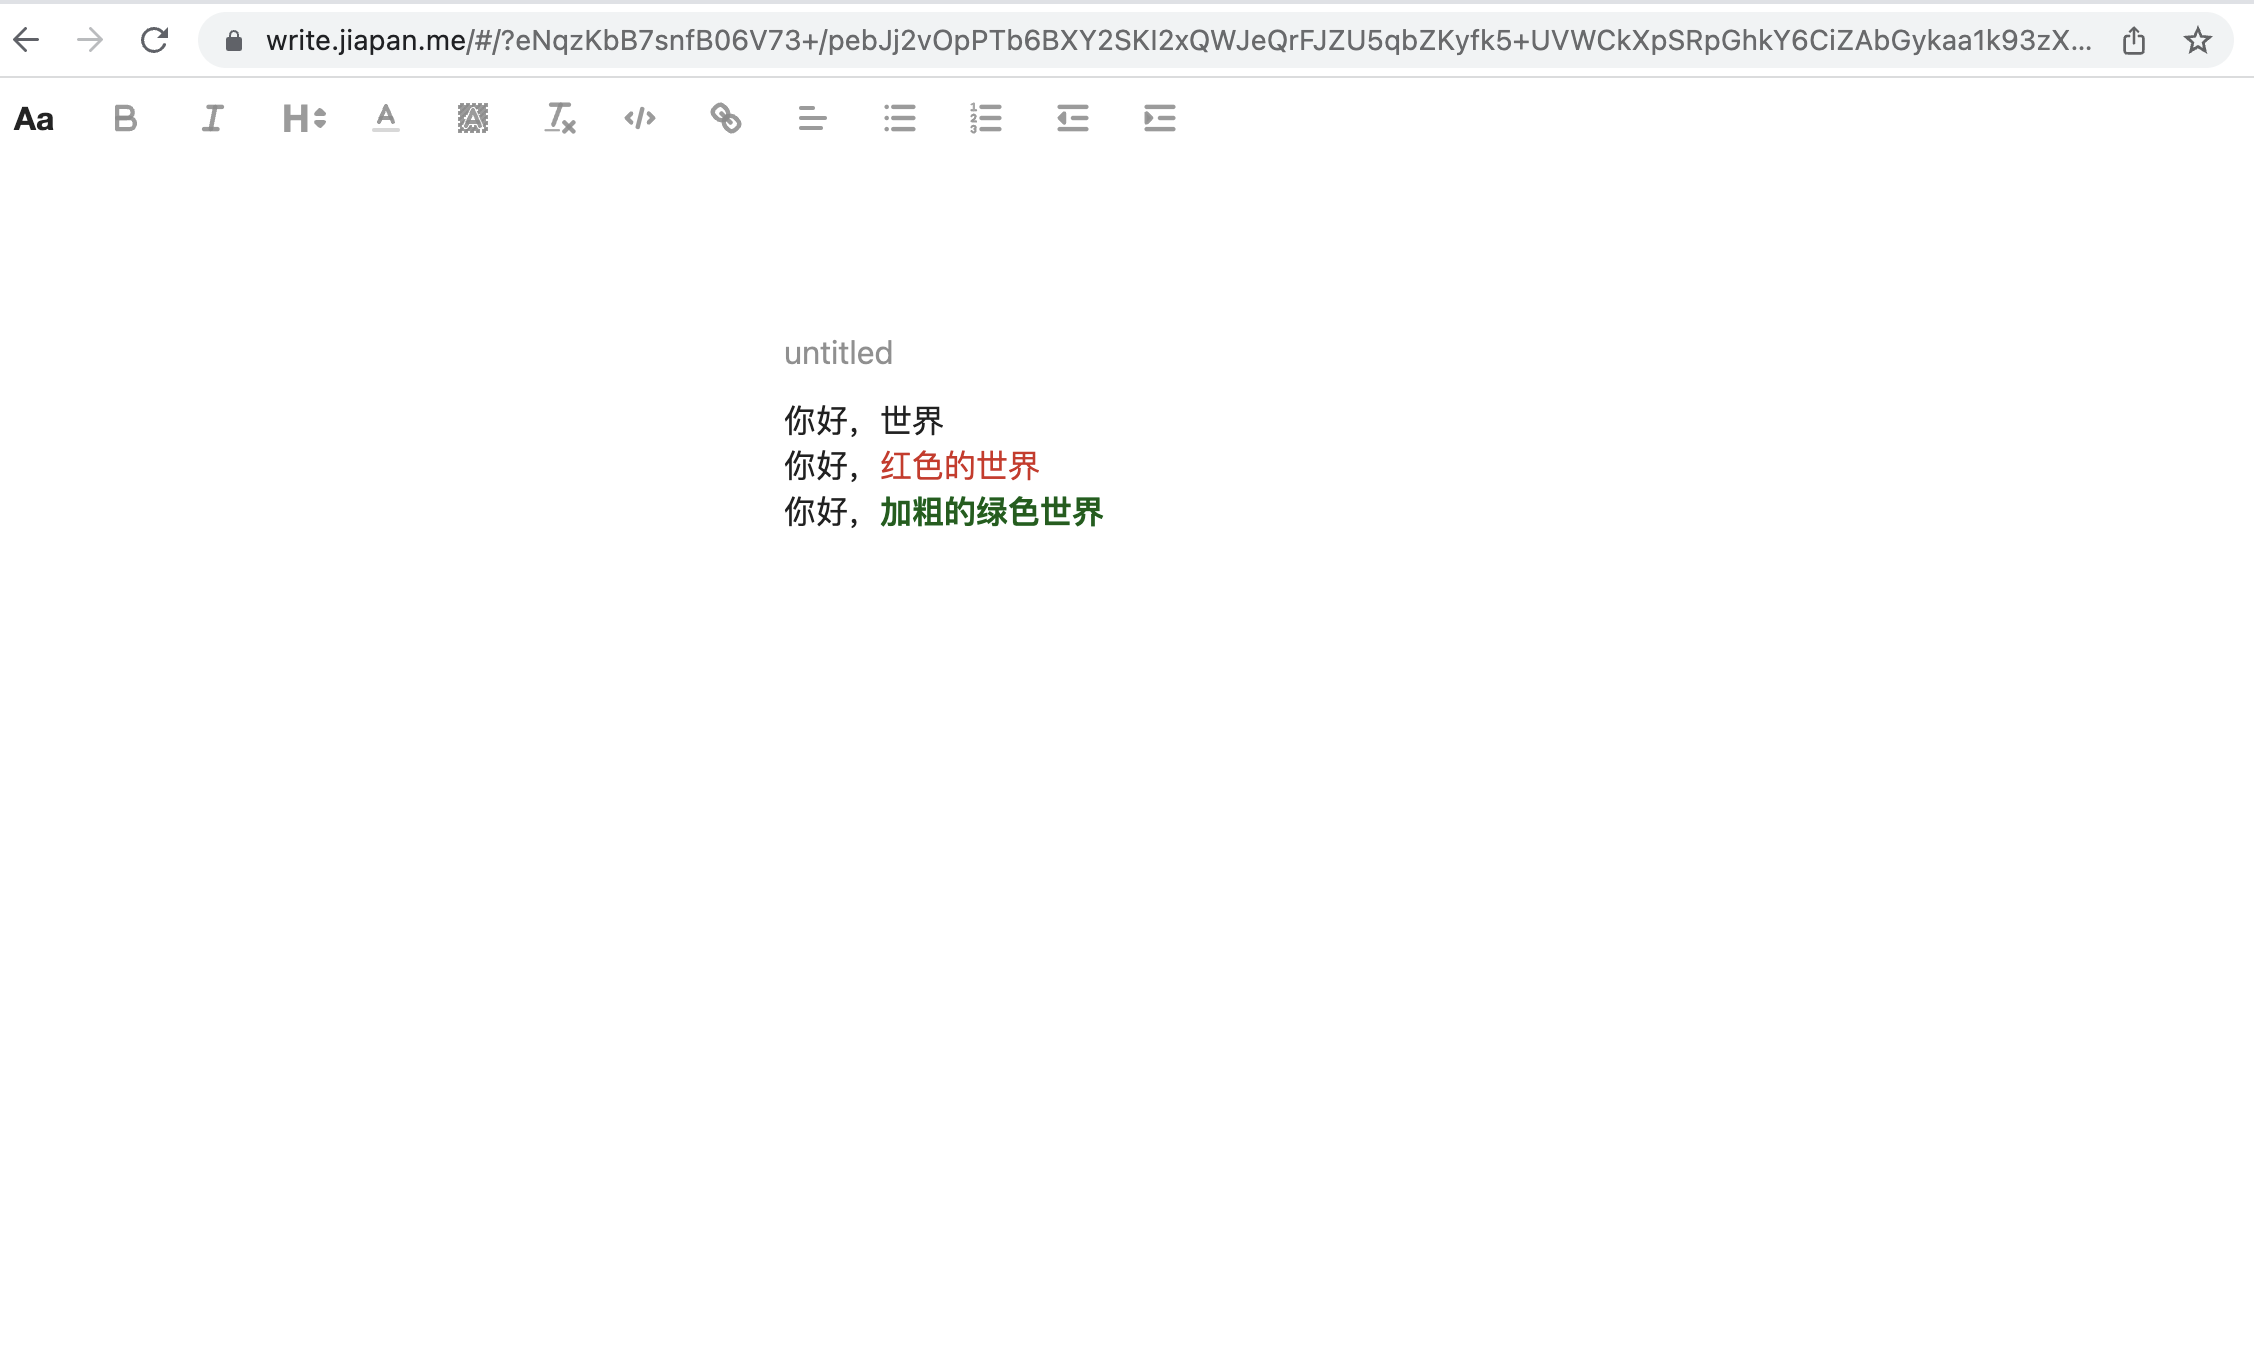 write.jiapan.me/#/?eNqzKbB7snfB06V73+/pebJj2vOpPTb6BXY2SKI2xQWJeQrFJZU5qbZKyfk5+UVWCkXpSRpGhkY6CiZAbGykaa1k93zX...
Aa B I H A A T </>
untitled
你好，世界
你好，红色的世界
你好，加粗的绿色世界